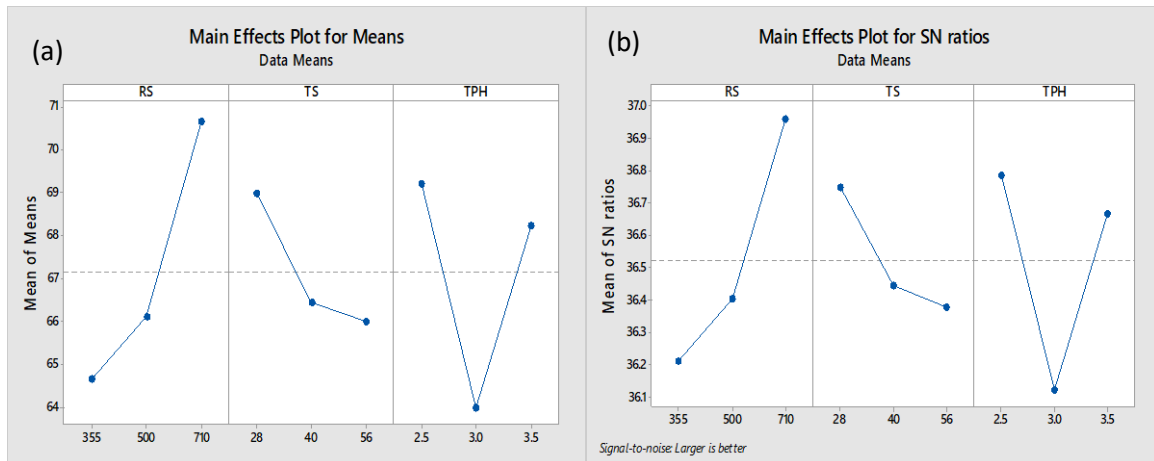 (a)
Main Effects Plot for Means
Data Means
RS TS TPH
71
70
69
68
67
66
65
64
Mean of Means
355 500 710 28 40 56 2.5 3.0 3.5
(b)
Main Effects Plot for SN ratios
Data Means
RS TS TPH
37.0
36.9
36.8
36.7
36.6
36.5
36.4
36.3
36.2
36.1
Mean of SN ratios
355 500 710 28 40 56 2.5 3.0 3.5
Signal-to-noise: Larger is better